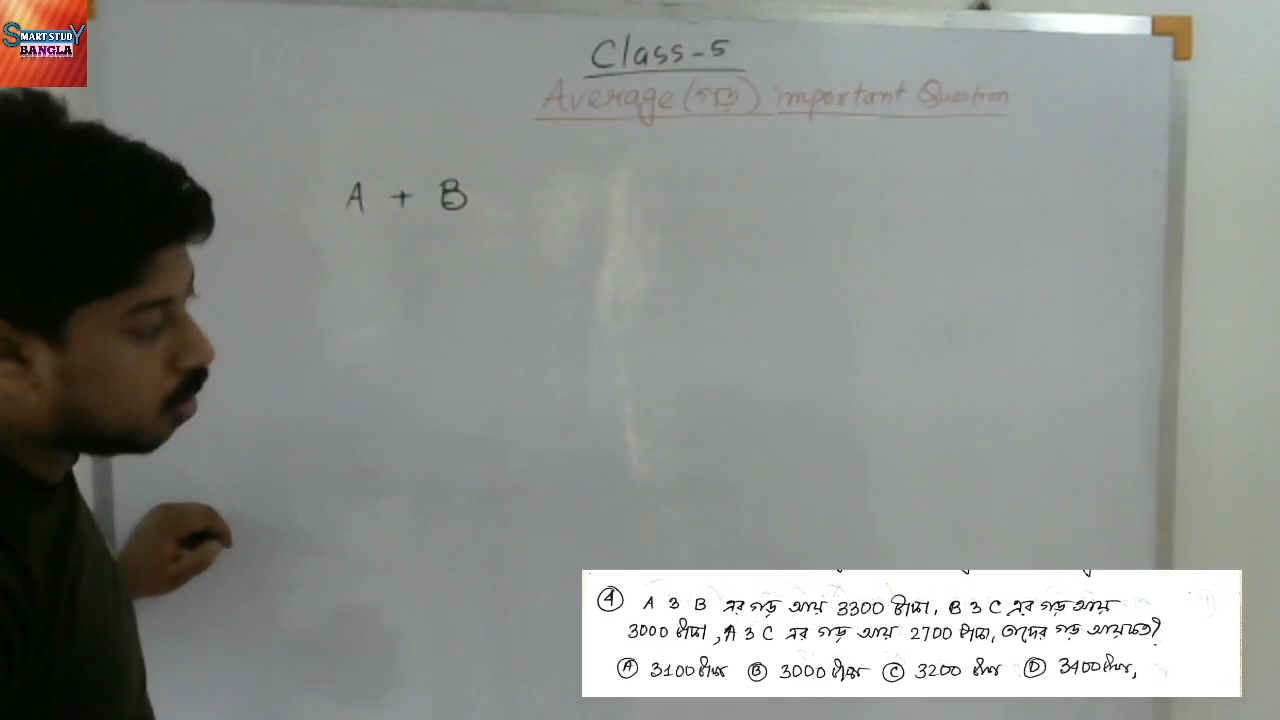 SMART STUDY
BANGLA
Class-5
Average (গড়) important Question
A + B
④ A ও B এর গড় আয় 3300 টাকা, B ও C এর গড় আয়
3000 টাকা, A ও C এর গড় আয় 2700 টাকা, তাদের গড় আয় কত?
Ⓐ 3100 টাকা Ⓑ 3000 টাকা Ⓒ 3200 টাকা Ⓓ 3400 টাকা,